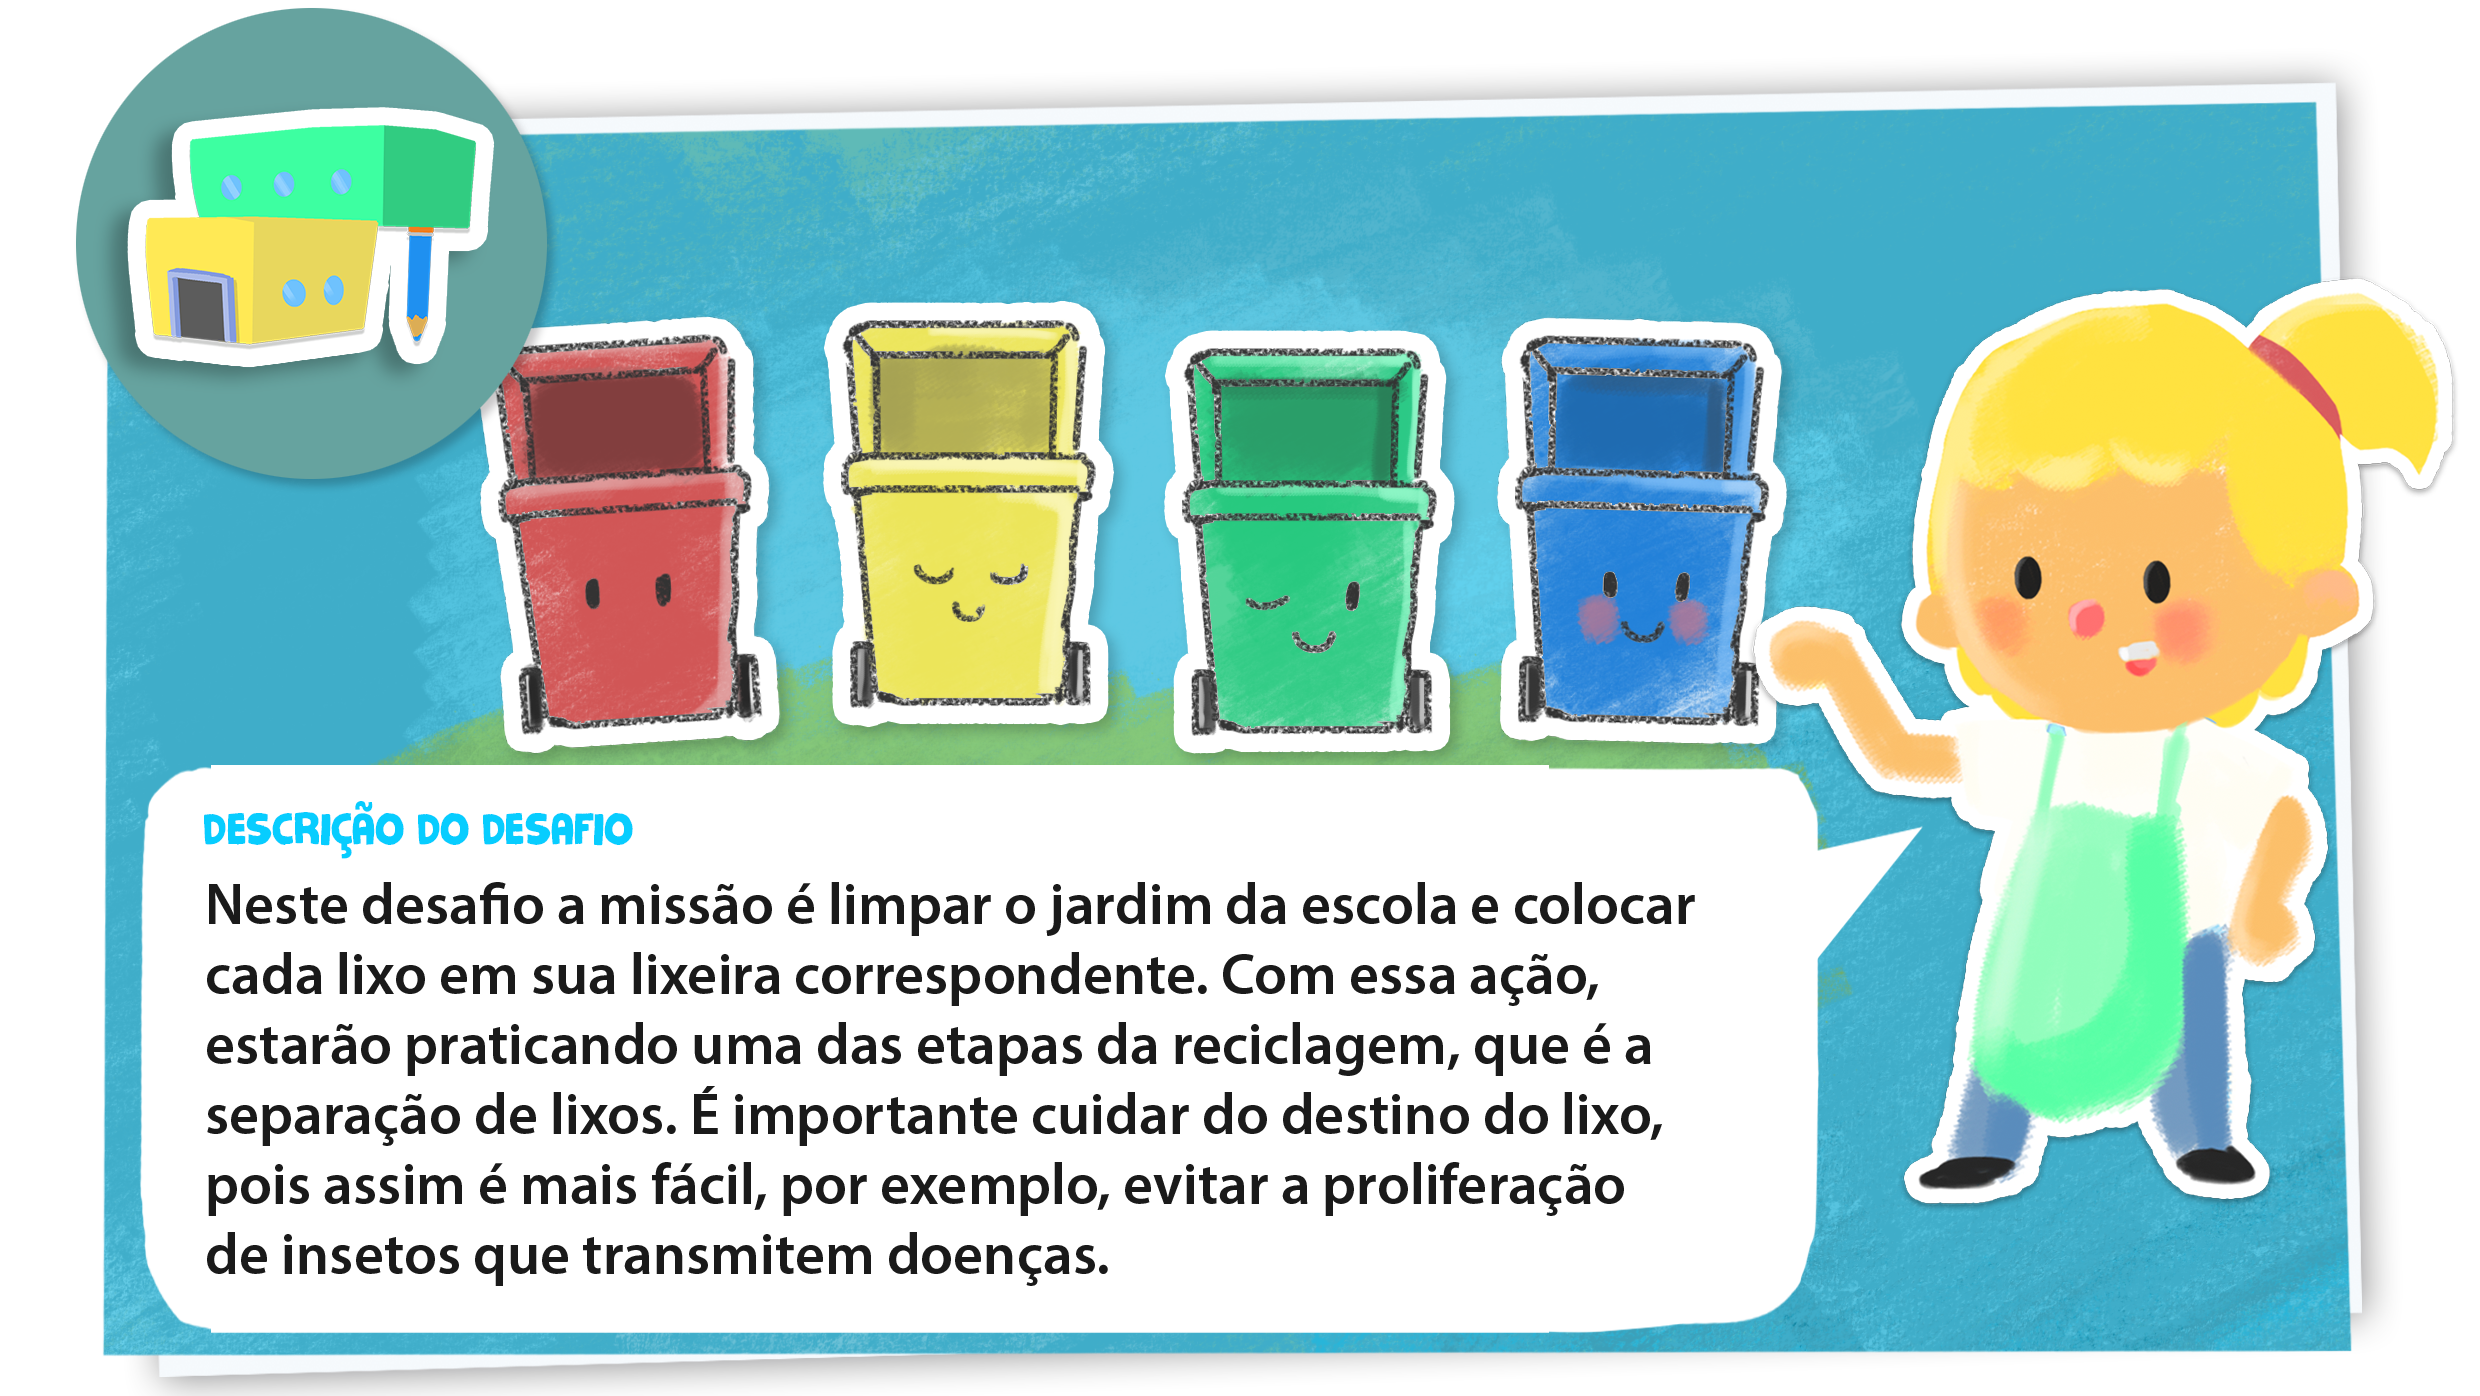 DESCRIÇÃO DO DESAFIO
Neste desafio a missão é limpar o jardim da escola e colocar
cada lixo em sua lixeira correspondente. Com essa ação,
estarão praticando uma das etapas da reciclagem, que é a
separação de lixos. É importante cuidar do destino do lixo,
pois assim é mais fácil, por exemplo, evitar a proliferação
de insetos que transmitem doenças.